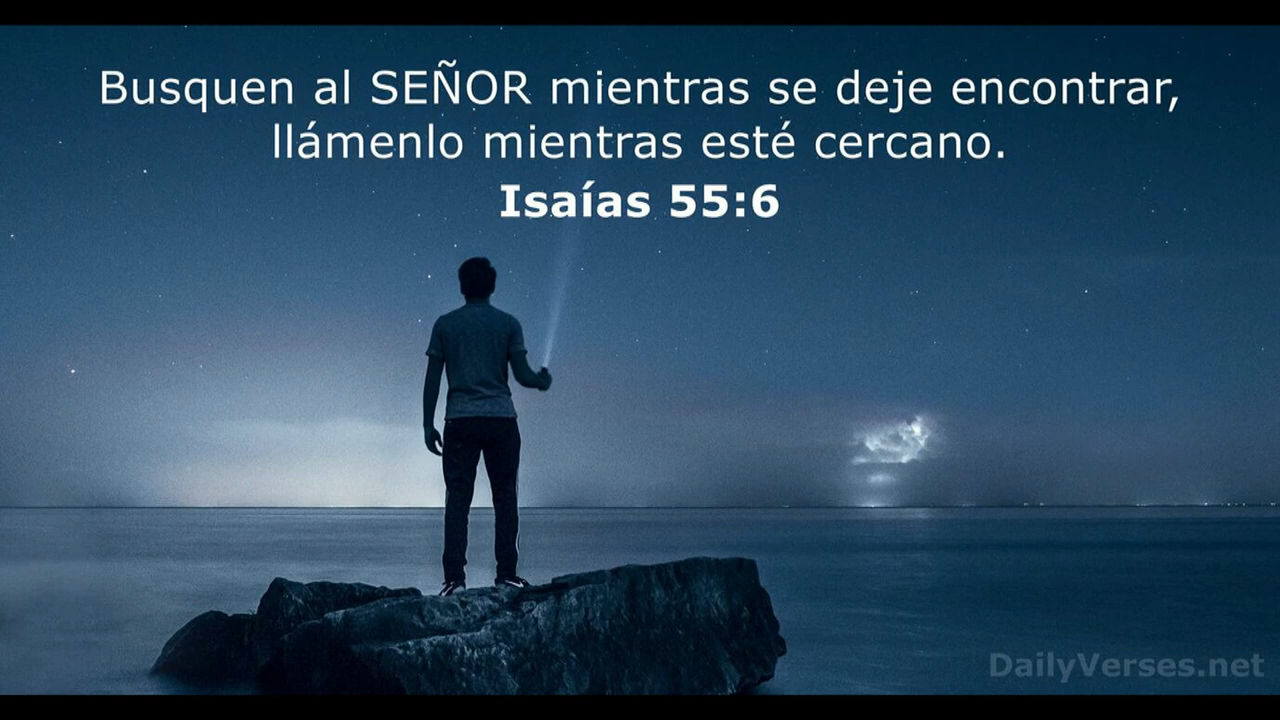 Busquen al SEÑOR mientras se deje encontrar,
llámenlo mientras esté cercano.
Isaías 55:6
DailyVerses.net